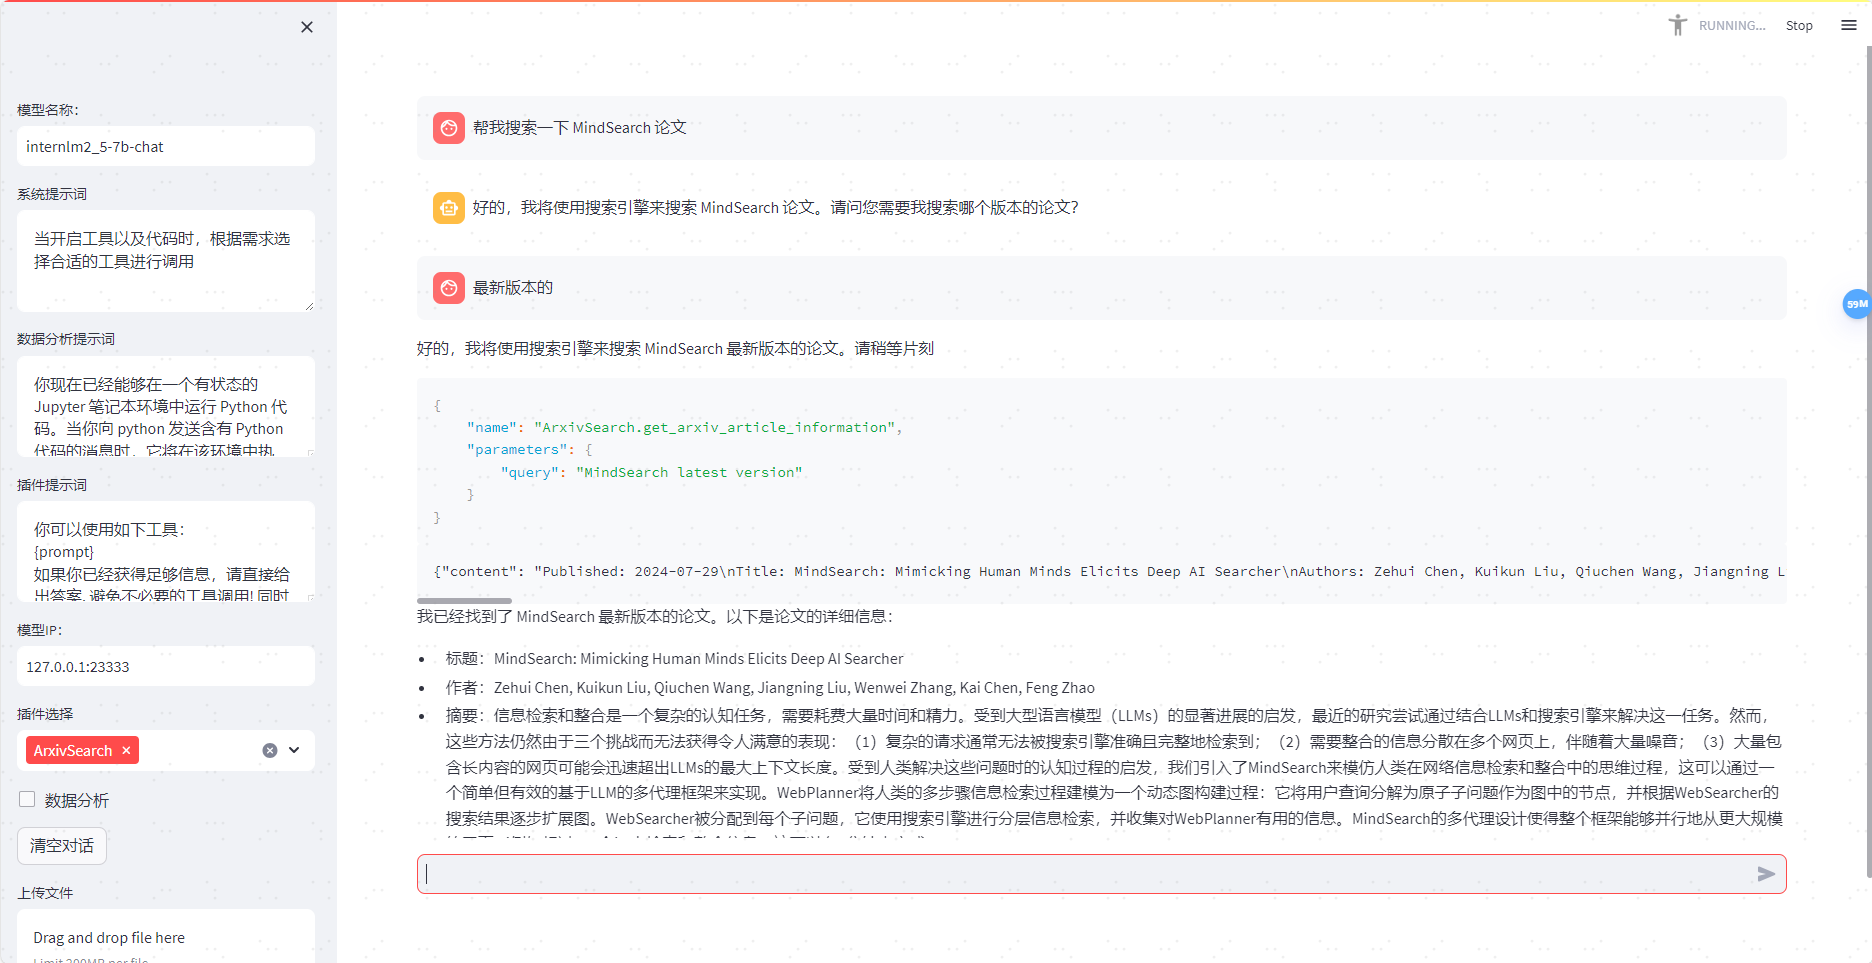 RUNNING...
Stop
模型名称：
internlm2_5-7b-chat
系统提示词
当开启工具以及代码时，根据需求选
择合适的工具进行调用
数据分析提示词
你现在已经能够在一个有状态的
Jupyter 笔记本环境中运行 Python 代
码。当你向 python 发送含有 Python
代码的消息时，它将在该环境中执
插件提示词
你可以使用如下工具：
{prompt}
如果你已经获得足够信息，请直接给
出答案. 避免不必要的工具调用! 同时
模型IP：
127.0.0.1:23333
插件选择
ArxivSearch
数据分析
清空对话
上传文件
Drag and drop file here
Limit 200MB per file
帮我搜索一下 MindSearch 论文
好的，我将使用搜索引擎来搜索 MindSearch 论文。请问您需要我搜索哪个版本的论文？
最新版本的
好的，我将使用搜索引擎来搜索 MindSearch 最新版本的论文。请稍等片刻
{
"name": "ArxivSearch.get_arxiv_article_information",
"parameters": {
"query": "MindSearch latest version"
}
}
{"content": "Published: 2024-07-29\nTitle: MindSearch: Mimicking Human Minds Elicits Deep AI Searcher\nAuthors: Zehui Chen, Kuikun Liu, Qiuchen Wang, Jiangning L
我已经找到了 MindSearch 最新版本的论文。以下是论文的详细信息：
标题：MindSearch: Mimicking Human Minds Elicits Deep AI Searcher
作者：Zehui Chen, Kuikun Liu, Qiuchen Wang, Jiangning Liu, Wenwei Zhang, Kai Chen, Feng Zhao
摘要：信息检索和整合是一个复杂的认知任务，需要耗费大量时间和精力。受到大型语言模型（LLMs）的显著进展的启发，最近的研究尝试通过结合LLMs和搜索引擎来解决这一任务。然而，
这些方法仍然由于三个挑战而无法获得令人满意的表现：（1）复杂的请求通常无法被搜索引擎准确且完整地检索到；（2）需要整合的信息分散在多个网页上，伴随着大量噪音；（3）大量包
含长内容的网页可能会迅速超出LLMs的最大上下文长度。受到人类解决这些问题时的认知过程的启发，我们引入了MindSearch来模仿人类在网络信息检索和整合中的思维过程，这可以通过一
个简单但有效的基于LLM的多代理框架来实现。WebPlanner将人类的多步骤信息检索过程建模为一个动态图构建过程：它将用户查询分解为原子子问题作为图中的节点，并根据WebSearcher的
搜索结果逐步扩展图。WebSearcher被分配到每个子问题，它使用搜索引擎进行分层信息检索，并收集对WebPlanner有用的信息。MindSearch的多代理设计使得整个框架能够并行地从更大规模
59M